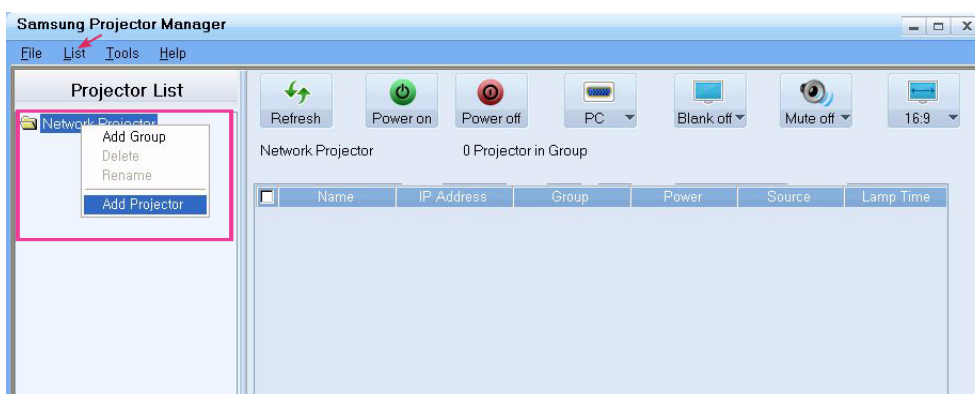 Samsung Projector Manager
File List Tools Help
Projector List
Network Projector
Add Group
Delete
Rename
Add Projector
Refresh Power on Power off PC Blank off Mute off 16:9
Network Projector 0 Projector in Group
Name IP Address Group Power Source Lamp Time